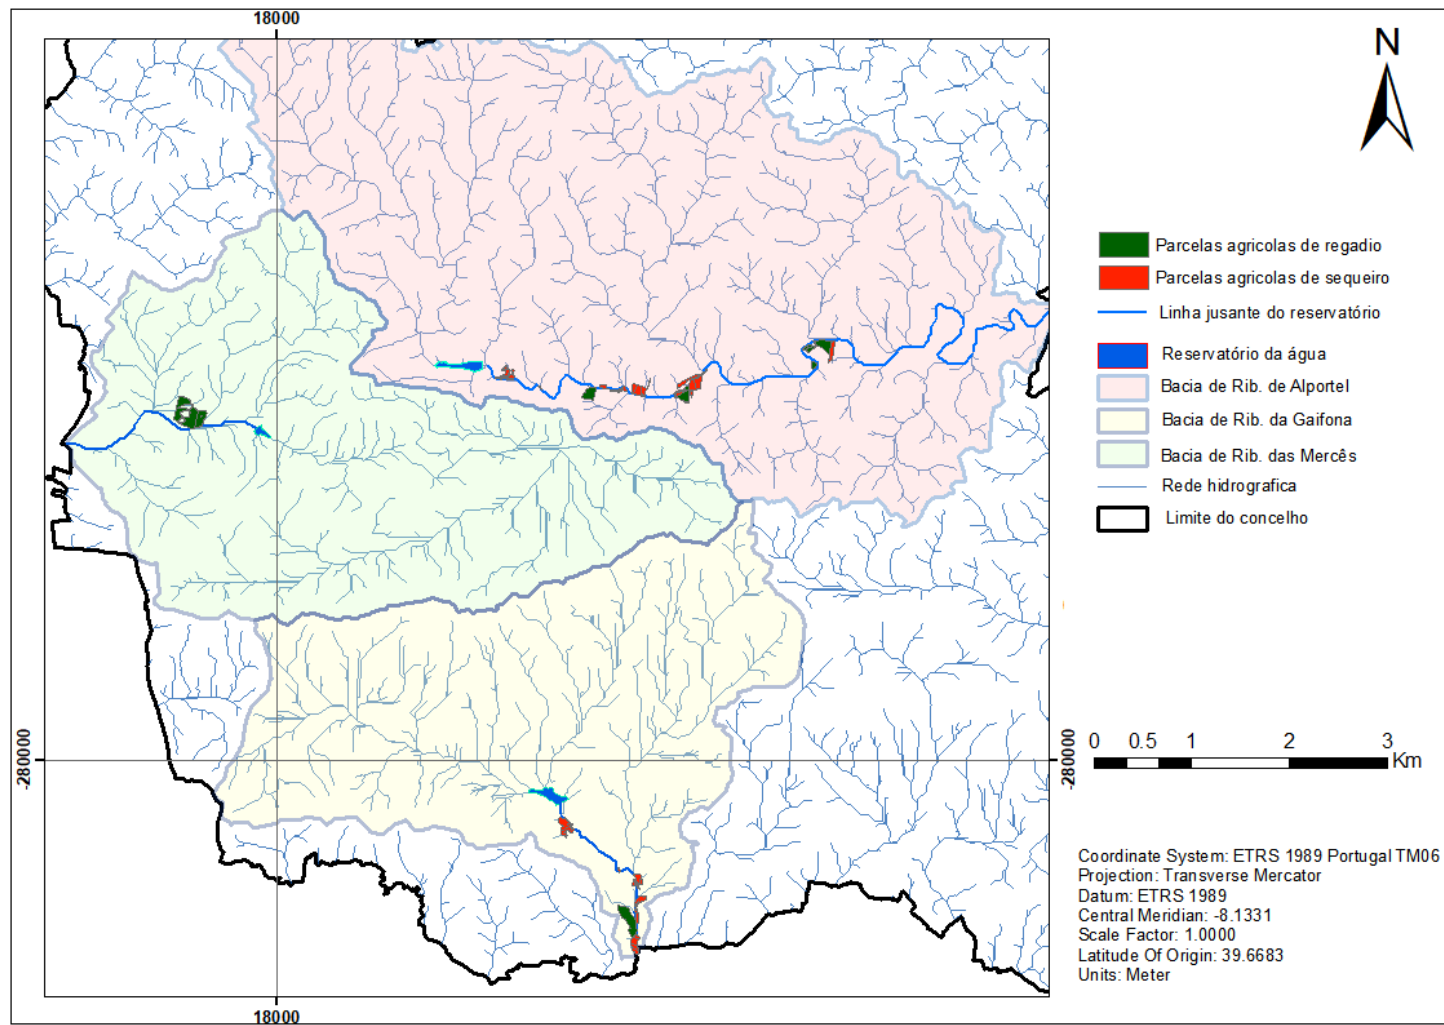 18000
N
Parcelas agricolas de regadio
Parcelas agricolas de sequeiro
Linha jusante do reservatório
Reservatório da água
Bacia de Rib. de Alportel
Bacia de Rib. da Gaifona
Bacia de Rib. das Mercês
Rede hidrografica
Limite do concelho
-280000
-280000
0 0.5 1 2 3
Km
Coordinate System: ETRS 1989 Portugal TM06
Projection: Transverse Mercator
Datum: ETRS 1989
Central Meridian: -8.1331
Scale Factor: 1.0000
Latitude Of Origin: 39.6683
Units: Meter
18000